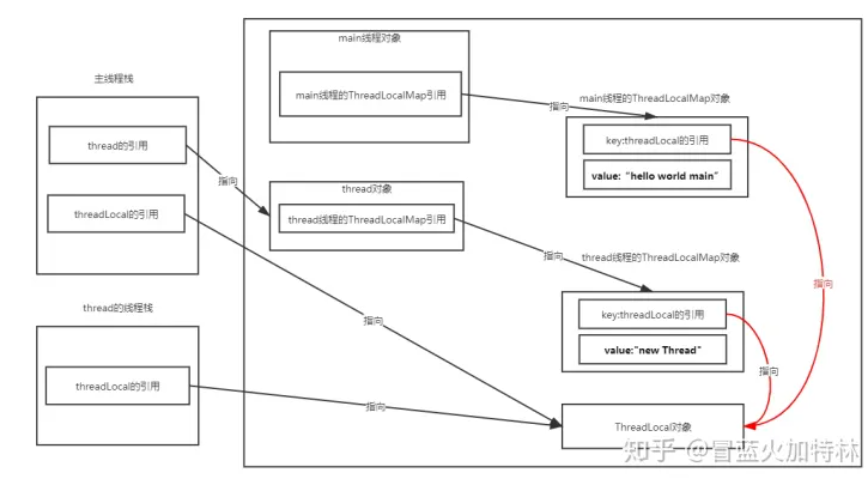 main线程对象
main线程的ThreadLocalMap引用
main线程的ThreadLocalMap对象
指向
主线程栈
key:threadLocal的引用
thread的引用
value:“hello world main”
指向
thread对象
threadLocal的引用
thread线程的ThreadLocalMap引用
指向
thread线程的ThreadLocalMap对象
指向
thread的线程栈
key:threadLocal的引用
指向
value:“new Thread”
指向
threadLocal的引用
指向
ThreadLocal对象
知乎 @冒蓝火加特林